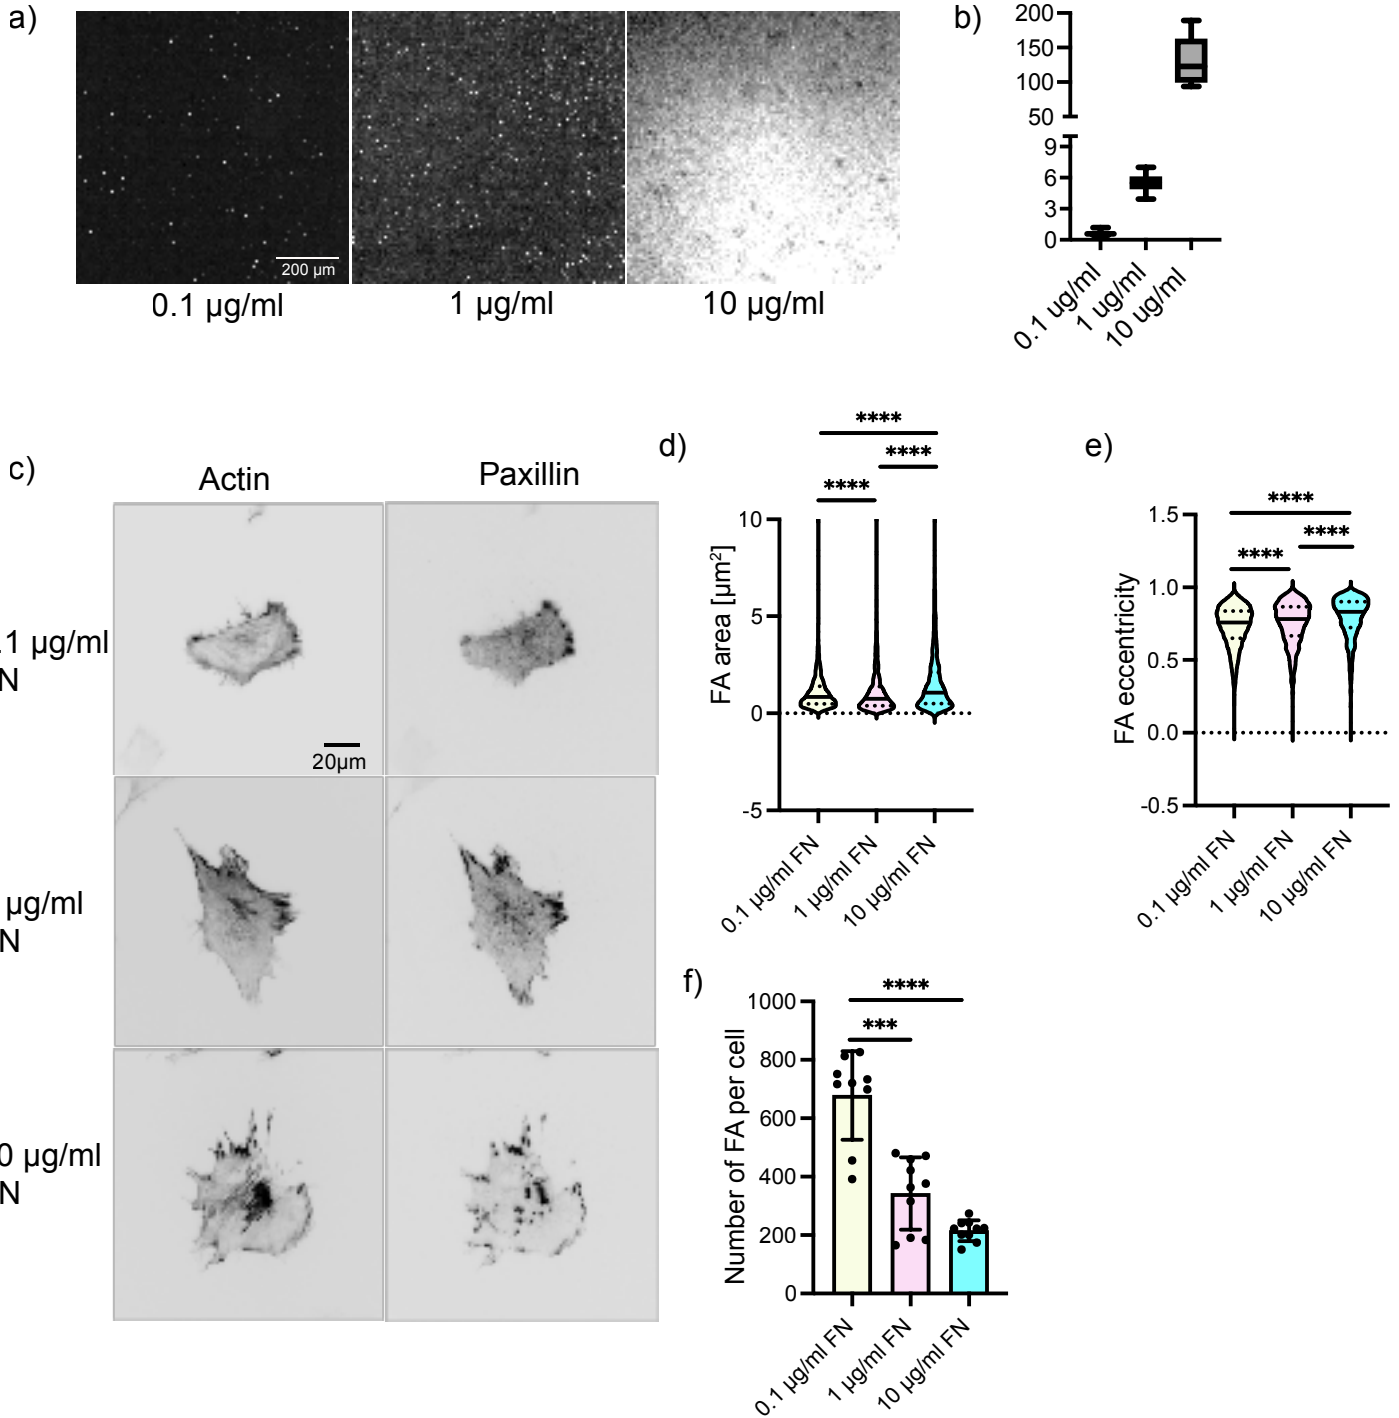 a)
200 µm
0.1 µg/ml
1 µg/ml
10 µg/ml
b)
200
150
100
50
9
6
3
0
0.1 ug/ml
1 ug/ml
10 ug/ml
c)
Actin
Paxillin
.1 µg/ml
N
20µm
µg/ml
N
0 µg/ml
N
d)
****
****
****
FA area [µm²]
10
5
0
-5
0.1 µg/ml FN
1 µg/ml FN
10 µg/ml FN
e)
****
****
****
FA eccentricity
1.5
1.0
0.5
0.0
-0.5
0.1 µg/ml FN
1 µg/ml FN
10 µg/ml FN
f)
****
***
Number of FA per cell
1000
800
600
400
200
0
0.1 µg/ml FN
1 µg/ml FN
10 µg/ml FN